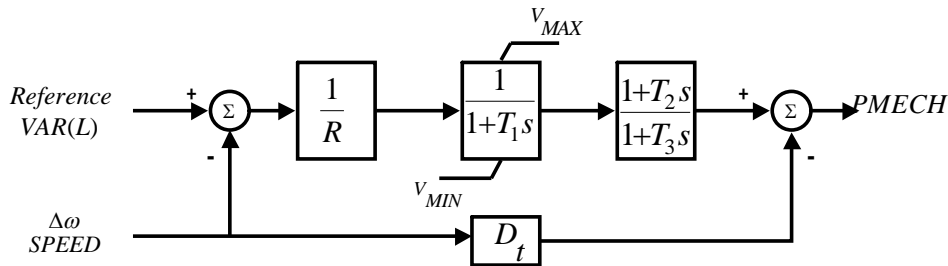 V_MAX
Reference
VAR(L)
+
Σ
-
1
R
1
1+T_1 s
V_MIN
1+T_2 s
1+T_3 s
+
Σ
-
PMECH
Δω
SPEED
D_t